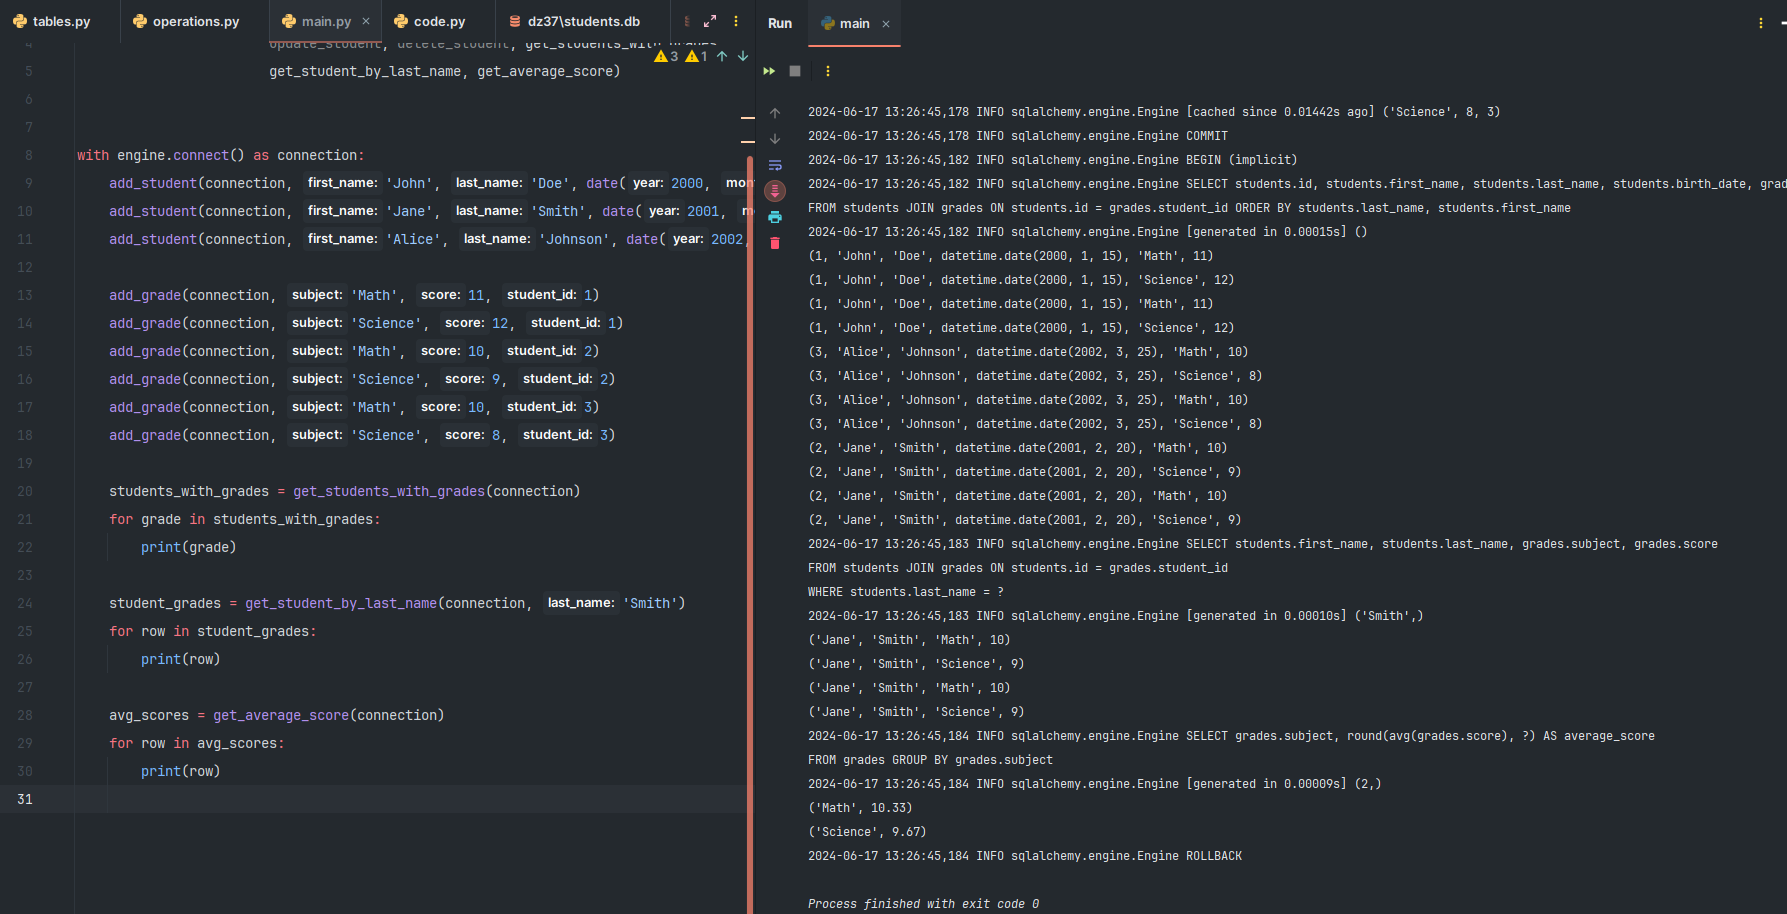 tables.py operations.py main.py × code.py dz37\students.db
4 update_student, delete_student, get_students_with_grades,
3 1
5 get_student_by_last_name, get_average_score)
6
7
8 with engine.connect() as connection:
9 add_student(connection, first_name: 'John', last_name: 'Doe', date( year: 2000, mon
10 add_student(connection, first_name: 'Jane', last_name: 'Smith', date( year: 2001, m
11 add_student(connection, first_name: 'Alice', last_name: 'Johnson', date( year: 2002,
12
13 add_grade(connection, subject: 'Math', score: 11, student_id: 1)
14 add_grade(connection, subject: 'Science', score: 12, student_id: 1)
15 add_grade(connection, subject: 'Math', score: 10, student_id: 2)
16 add_grade(connection, subject: 'Science', score: 9, student_id: 2)
17 add_grade(connection, subject: 'Math', score: 10, student_id: 3)
18 add_grade(connection, subject: 'Science', score: 8, student_id: 3)
19
20 students_with_grades = get_students_with_grades(connection)
21 for grade in students_with_grades:
22 print(grade)
23
24 student_grades = get_student_by_last_name(connection, last_name: 'Smith')
25 for row in student_grades:
26 print(row)
27
28 avg_scores = get_average_score(connection)
29 for row in avg_scores:
30 print(row)
31
Run main ×
2024-06-17 13:26:45,178 INFO sqlalchemy.engine.Engine [cached since 0.01442s ago] ('Science', 8, 3)
2024-06-17 13:26:45,178 INFO sqlalchemy.engine.Engine COMMIT
2024-06-17 13:26:45,182 INFO sqlalchemy.engine.Engine BEGIN (implicit)
2024-06-17 13:26:45,182 INFO sqlalchemy.engine.Engine SELECT students.id, students.first_name, students.last_name, students.birth_date, grad
FROM students JOIN grades ON students.id = grades.student_id ORDER BY students.last_name, students.first_name
2024-06-17 13:26:45,182 INFO sqlalchemy.engine.Engine [generated in 0.00015s] ()
(1, 'John', 'Doe', datetime.date(2000, 1, 15), 'Math', 11)
(1, 'John', 'Doe', datetime.date(2000, 1, 15), 'Science', 12)
(1, 'John', 'Doe', datetime.date(2000, 1, 15), 'Math', 11)
(1, 'John', 'Doe', datetime.date(2000, 1, 15), 'Science', 12)
(3, 'Alice', 'Johnson', datetime.date(2002, 3, 25), 'Math', 10)
(3, 'Alice', 'Johnson', datetime.date(2002, 3, 25), 'Science', 8)
(3, 'Alice', 'Johnson', datetime.date(2002, 3, 25), 'Math', 10)
(3, 'Alice', 'Johnson', datetime.date(2002, 3, 25), 'Science', 8)
(2, 'Jane', 'Smith', datetime.date(2001, 2, 20), 'Math', 10)
(2, 'Jane', 'Smith', datetime.date(2001, 2, 20), 'Science', 9)
(2, 'Jane', 'Smith', datetime.date(2001, 2, 20), 'Math', 10)
(2, 'Jane', 'Smith', datetime.date(2001, 2, 20), 'Science', 9)
2024-06-17 13:26:45,183 INFO sqlalchemy.engine.Engine SELECT students.first_name, students.last_name, grades.subject, grades.score
FROM students JOIN grades ON students.id = grades.student_id
WHERE students.last_name = ?
2024-06-17 13:26:45,183 INFO sqlalchemy.engine.Engine [generated in 0.00010s] ('Smith',)
('Jane', 'Smith', 'Math', 10)
('Jane', 'Smith', 'Science', 9)
('Jane', 'Smith', 'Math', 10)
('Jane', 'Smith', 'Science', 9)
2024-06-17 13:26:45,184 INFO sqlalchemy.engine.Engine SELECT grades.subject, round(avg(grades.score), ?) AS average_score
FROM grades GROUP BY grades.subject
2024-06-17 13:26:45,184 INFO sqlalchemy.engine.Engine [generated in 0.00009s] (2,)
('Math', 10.33)
('Science', 9.67)
2024-06-17 13:26:45,184 INFO sqlalchemy.engine.Engine ROLLBACK
Process finished with exit code 0